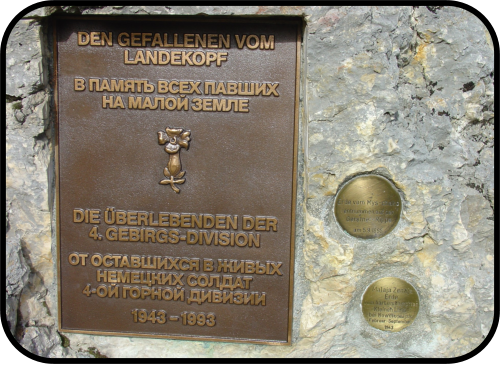 DEN GEFALLENEN VOM
LANDEKOPF
В ПАМЯТЬ ВСЕХ ПАВШИХ
НА МАЛОЙ ЗЕМЛЕ
DIE ÜBERLEBENDEN DER
4. GEBIRGS-DIVISION
ОТ ОСТАВШИХСЯ В ЖИВЫХ
НЕМЕЦКИХ СОЛДАТ
4-ОЙ ГОРНОЙ ДИВИЗИИ
1943-1993
Erde